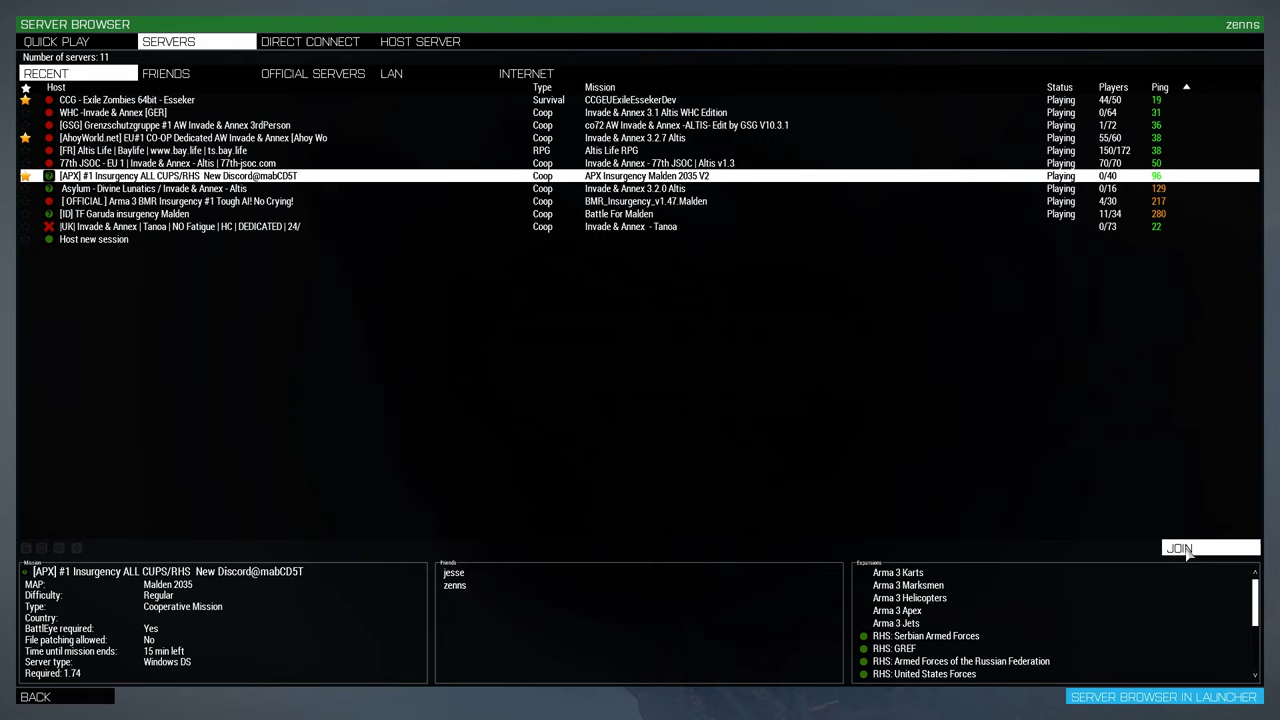 SERVER BROWSER zenns
QUICK PLAY SERVERS DIRECT CONNECT HOST SERVER
Number of servers: 11
RECENT FRIENDS OFFICIAL SERVERS LAN INTERNET
Host Type Mission Status Players Ping
CCG - Exile Zombies 64bit - Esseker Survival CCGEUExileEssekerDev Playing 44/50 19
WHC -Invade & Annex [GER] Coop Invade & Annex 3.1 Altis WHC Edition Playing 0/64 31
[GSG] Grenzschutzgruppe #1 AW Invade & Annex 3rdPerson Coop co72 AW Invade & Annex -ALTIS- Edit by GSG V10.3.1 Playing 1/72 36
[AhoyWorld.net] EU#1 CO-OP Dedicated AW Invade & Annex [Ahoy Wo Coop Invade & Annex 3.2.7 Altis Playing 55/60 38
[FR] Altis Life | Baylife | www.bay.life | ts.bay.life RPG Altis Life RPG Playing 150/172 38
77th JSOC - EU 1 | Invade & Annex - Altis | 77th-jsoc.com Coop Invade & Annex - 77th JSOC | Altis v1.3 Playing 70/70 50
[APX] #1 Insurgency ALL CUPS/RHS New Discord@mabCD5T Coop APX Insurgency Malden 2035 V2 Playing 0/40 96
Asylum - Divine Lunatics / Invade & Annex - Altis Coop Invade & Annex 3.2.0 Altis Playing 0/16 129
[ OFFICIAL ] Arma 3 BMR Insurgency #1 Tough AI! No Crying! Coop BMR_Insurgency_v1.47.Malden Playing 4/30 217
[ID] TF Garuda insurgency Malden Coop Battle For Malden Playing 11/34 280
|UK| Invade & Annex | Tanoa | NO Fatigue | HC | DEDICATED | 24/ Coop Invade & Annex - Tanoa 0/73 22
Host new session
JOIN
Mission
[APX] #1 Insurgency ALL CUPS/RHS New Discord@mabCD5T
MAP: Malden 2035
Difficulty: Regular
Type: Cooperative Mission
Country:
BattlEye required: Yes
File patching allowed: No
Time until mission ends: 15 min left
Server type: Windows DS
Required: 1.74
Friends
jesse
zenns
Expansions
Arma 3 Karts
Arma 3 Marksmen
Arma 3 Helicopters
Arma 3 Apex
Arma 3 Jets
RHS: Serbian Armed Forces
RHS: GREF
RHS: Armed Forces of the Russian Federation
RHS: United States Forces
BACK SERVER BROWSER IN LAUNCHER